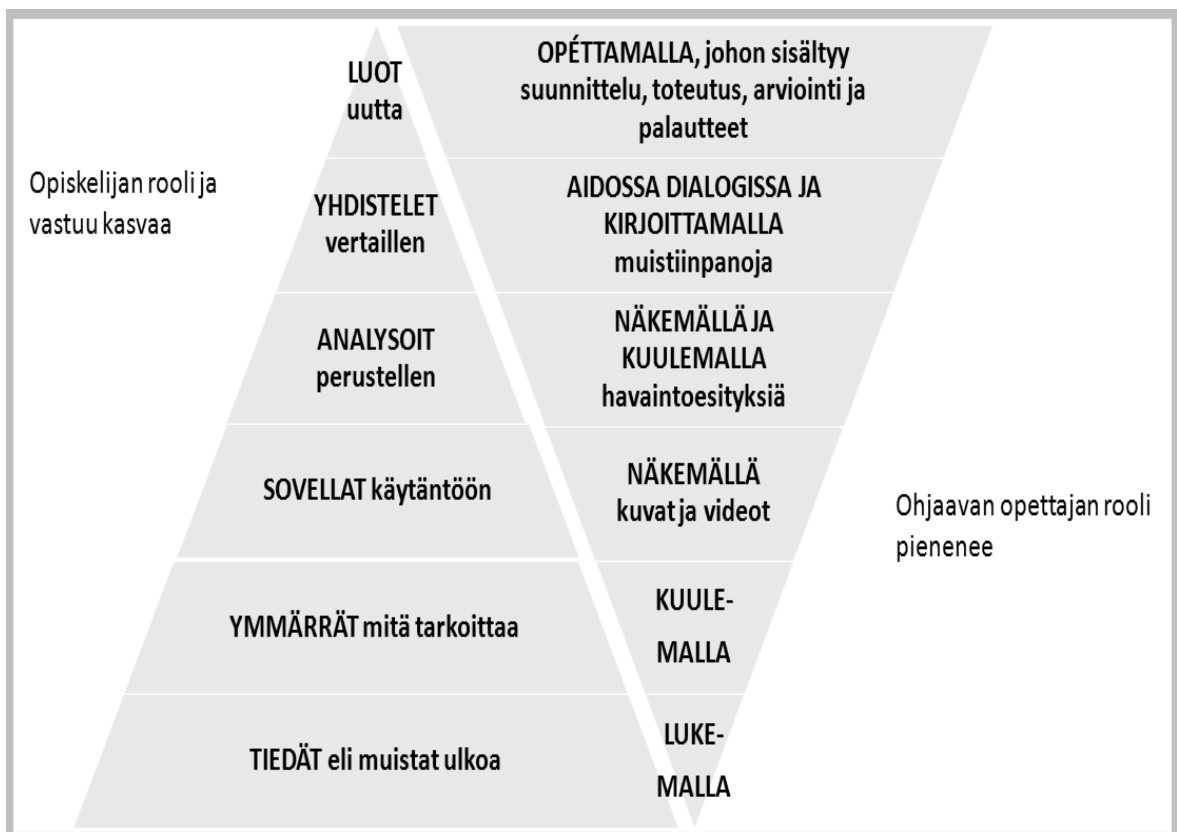 LUOT
uutta
OPÉTTAMALLA, johon sisältyy
suunnittelu, toteutus, arviointi ja
palautteet
Opiskelijan rooli ja
vastuu kasvaa
YHDISTELET
vertaillen
AIDOSSA DIALOGISSA JA
KIRJOITTAMALLA
muistiinpanoja
ANALYSOIT
perustellen
NÄKEMÄLLÄ JA
KUULEMALLA
havaintoesityksiä
SOVELLAT käytäntöön
NÄKEMÄLLÄ
kuvat ja videot
Ohjaavan opettajan rooli
pienenee
YMMÄRRÄT mitä tarkoittaa
KUULE-
MALLA
TIEDÄT eli muistat ulkoa
LUKE-
MALLA